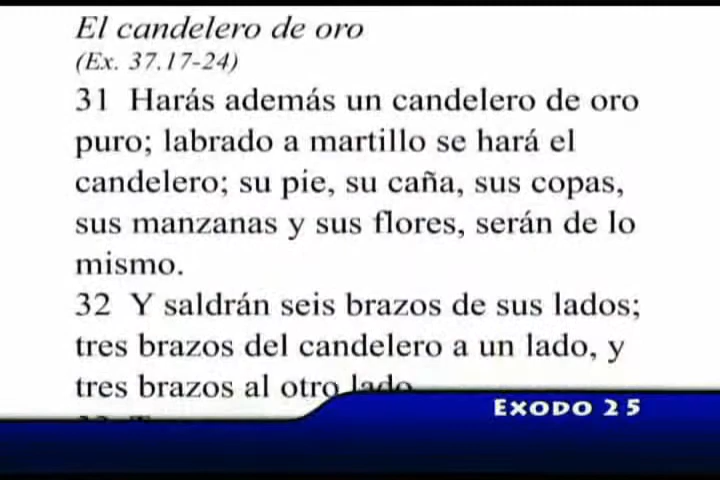 El candelero de oro
(Ex. 37.17-24)
31 Harás además un candelero de oro
puro; labrado a martillo se hará el
candelero; su pie, su caña, sus copas,
sus manzanas y sus flores, serán de lo
mismo.
32 Y saldrán seis brazos de sus lados;
tres brazos del candelero a un lado, y
tres brazos al otro lado
EXODO 25